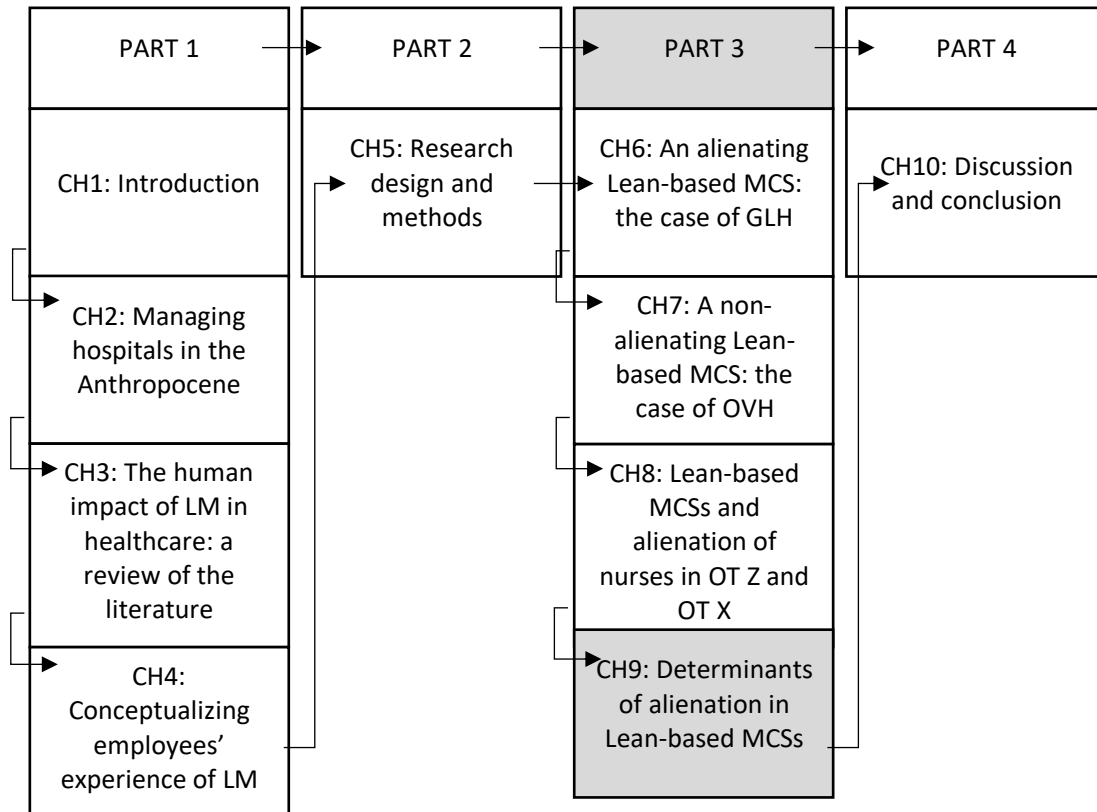 PART 1
PART 2
PART 3
PART 4
CH1: Introduction
CH2: Managing
hospitals in the
Anthropocene
CH3: The human
impact of LM in
healthcare: a
review of the
literature
CH4:
Conceptualizing
employees’
experience of LM
CH5: Research
design and
methods
CH6: An alienating
Lean-based MCS:
the case of GLH
CH7: A non-
alienating Lean-
based MCS: the
case of OVH
CH8: Lean-based
MCSs and
alienation of
nurses in OT Z and
OT X
CH9: Determinants
of alienation in
Lean-based MCSs
CH10: Discussion
and conclusion